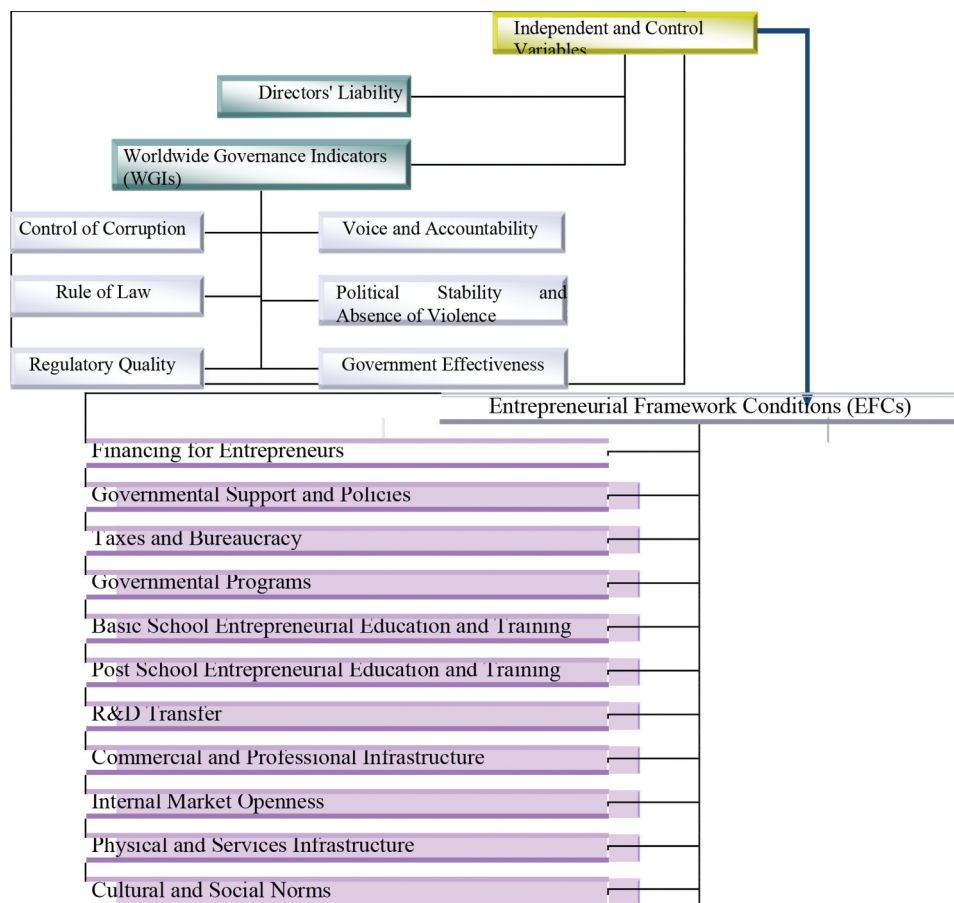 Independent and Control
Variables
Directors' Liability
Worldwide Governance Indicators
(WGIs)
Control of Corruption
Voice and Accountability
Rule of Law
Political Stability and
Absence of Violence
Regulatory Quality
Government Effectiveness
Entrepreneurial Framework Conditions (EFCs)
Financing for Entrepreneurs
Governmental Support and Policies
Taxes and Bureaucracy
Governmental Programs
Basic School Entrepreneurial Education and Training
Post School Entrepreneurial Education and Training
R&D Transfer
Commercial and Professional Infrastructure
Internal Market Openness
Physical and Services Infrastructure
Cultural and Social Norms